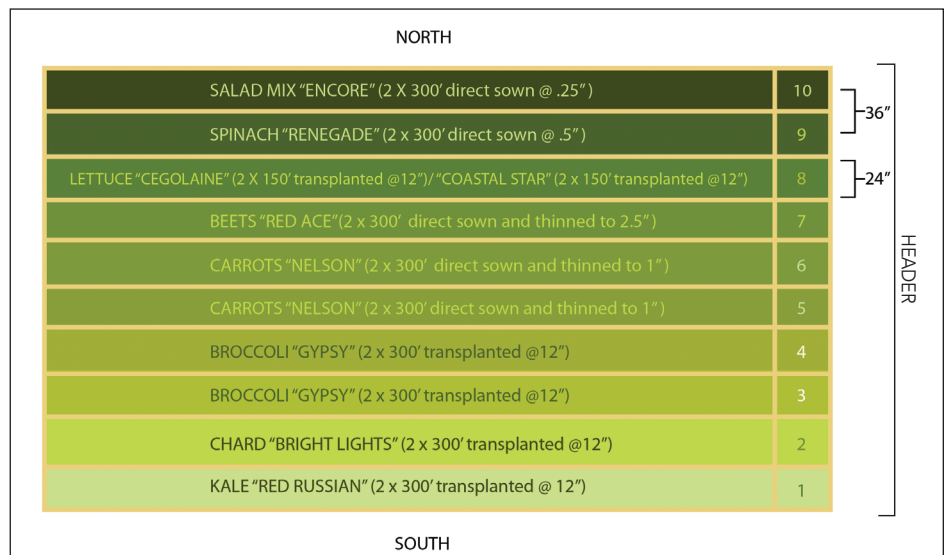 NORTH
SALAD MIX “ENCORE” (2 X 300’ direct sown @ .25”) 10
36”
SPINACH “RENEGADE” (2 x 300’ direct sown @ .5”) 9
LETTUCE “CEGOLAINE” (2 X 150’ transplanted @12”)/ “COASTAL STAR” (2 x 150’ transplanted @12”) 8
24”
BEETS “RED ACE”(2 x 300’ direct sown and thinned to 2.5”) 7
CARROTS “NELSON” (2 x 300’ direct sown and thinned to 1”) 6
HEADER
CARROTS “NELSON” (2 x 300’ direct sown and thinned to 1”) 5
BROCCOLI “GYPSY” (2 x 300’ transplanted @12”) 4
BROCCOLI “GYPSY” (2 x 300’ transplanted @12”) 3
CHARD “BRIGHT LIGHTS” (2 x 300’ transplanted @12”) 2
KALE “RED RUSSIAN” (2 x 300’ transplanted @ 12”) 1
SOUTH